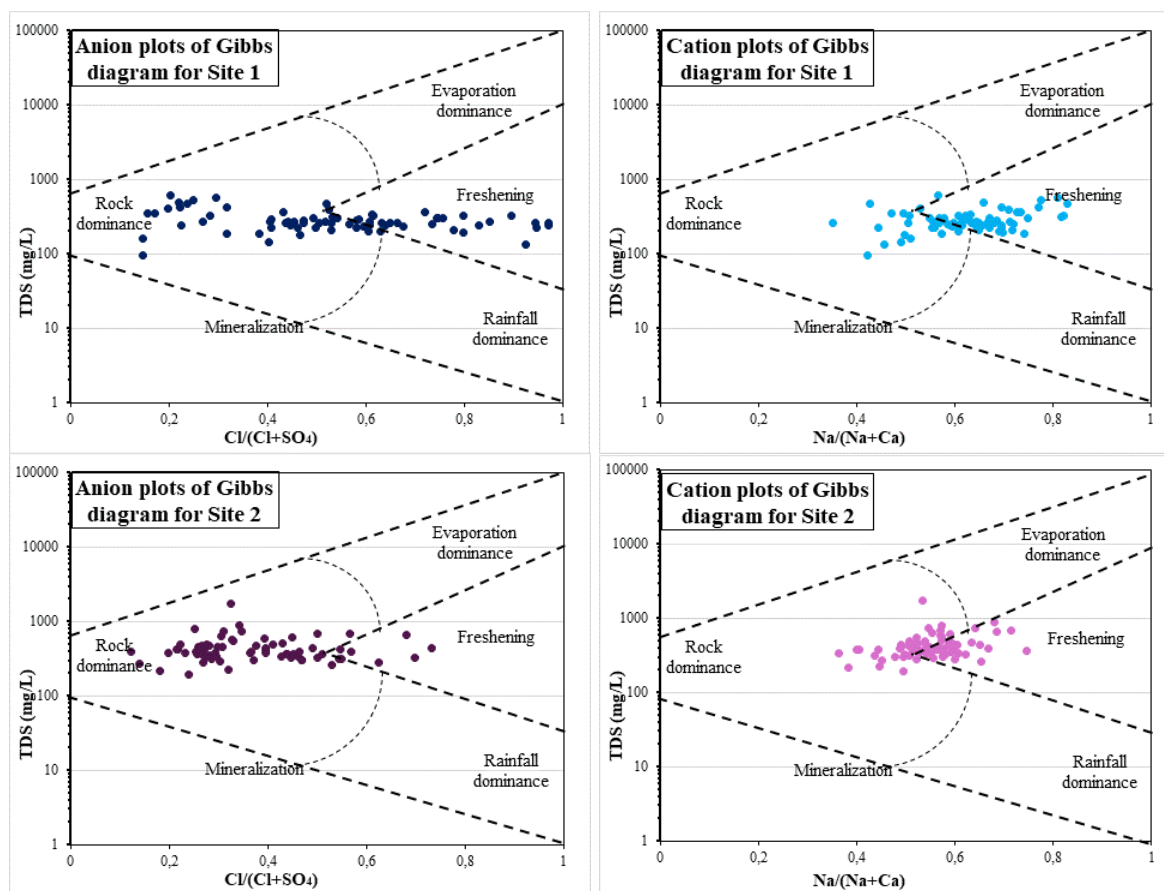 Anion plots of Gibbs
diagram for Site 1
100000
10000
1000
100
10
1
TDS (mg/L)
Evaporation
dominance
Rock
dominance
Freshening
Mineralization
Rainfall
dominance
0
0,2
0,4
0,6
0,8
1
Cl/(Cl+SO₄)
Cation plots of Gibbs
diagram for Site 1
100000
10000
1000
100
10
1
TDS (mg/L)
Evaporation
dominance
Rock
dominance
Freshening
Mineralization
Rainfall
dominance
0
0,2
0,4
0,6
0,8
1
Na/(Na+Ca)
Anion plots of Gibbs
diagram for Site 2
100000
10000
1000
100
10
1
TDS (mg/L)
Evaporation
dominance
Rock
dominance
Freshening
Mineralization
Rainfall
dominance
0
0,2
0,4
0,6
0,8
1
Cl/(Cl+SO₄)
Cation plots of Gibbs
diagram for Site 2
100000
10000
1000
100
10
1
TDS (mg/L)
Evaporation
dominance
Rock
dominance
Freshening
Mineralization
Rainfall
dominance
0
0,2
0,4
0,6
0,8
1
Na/(Na+Ca)